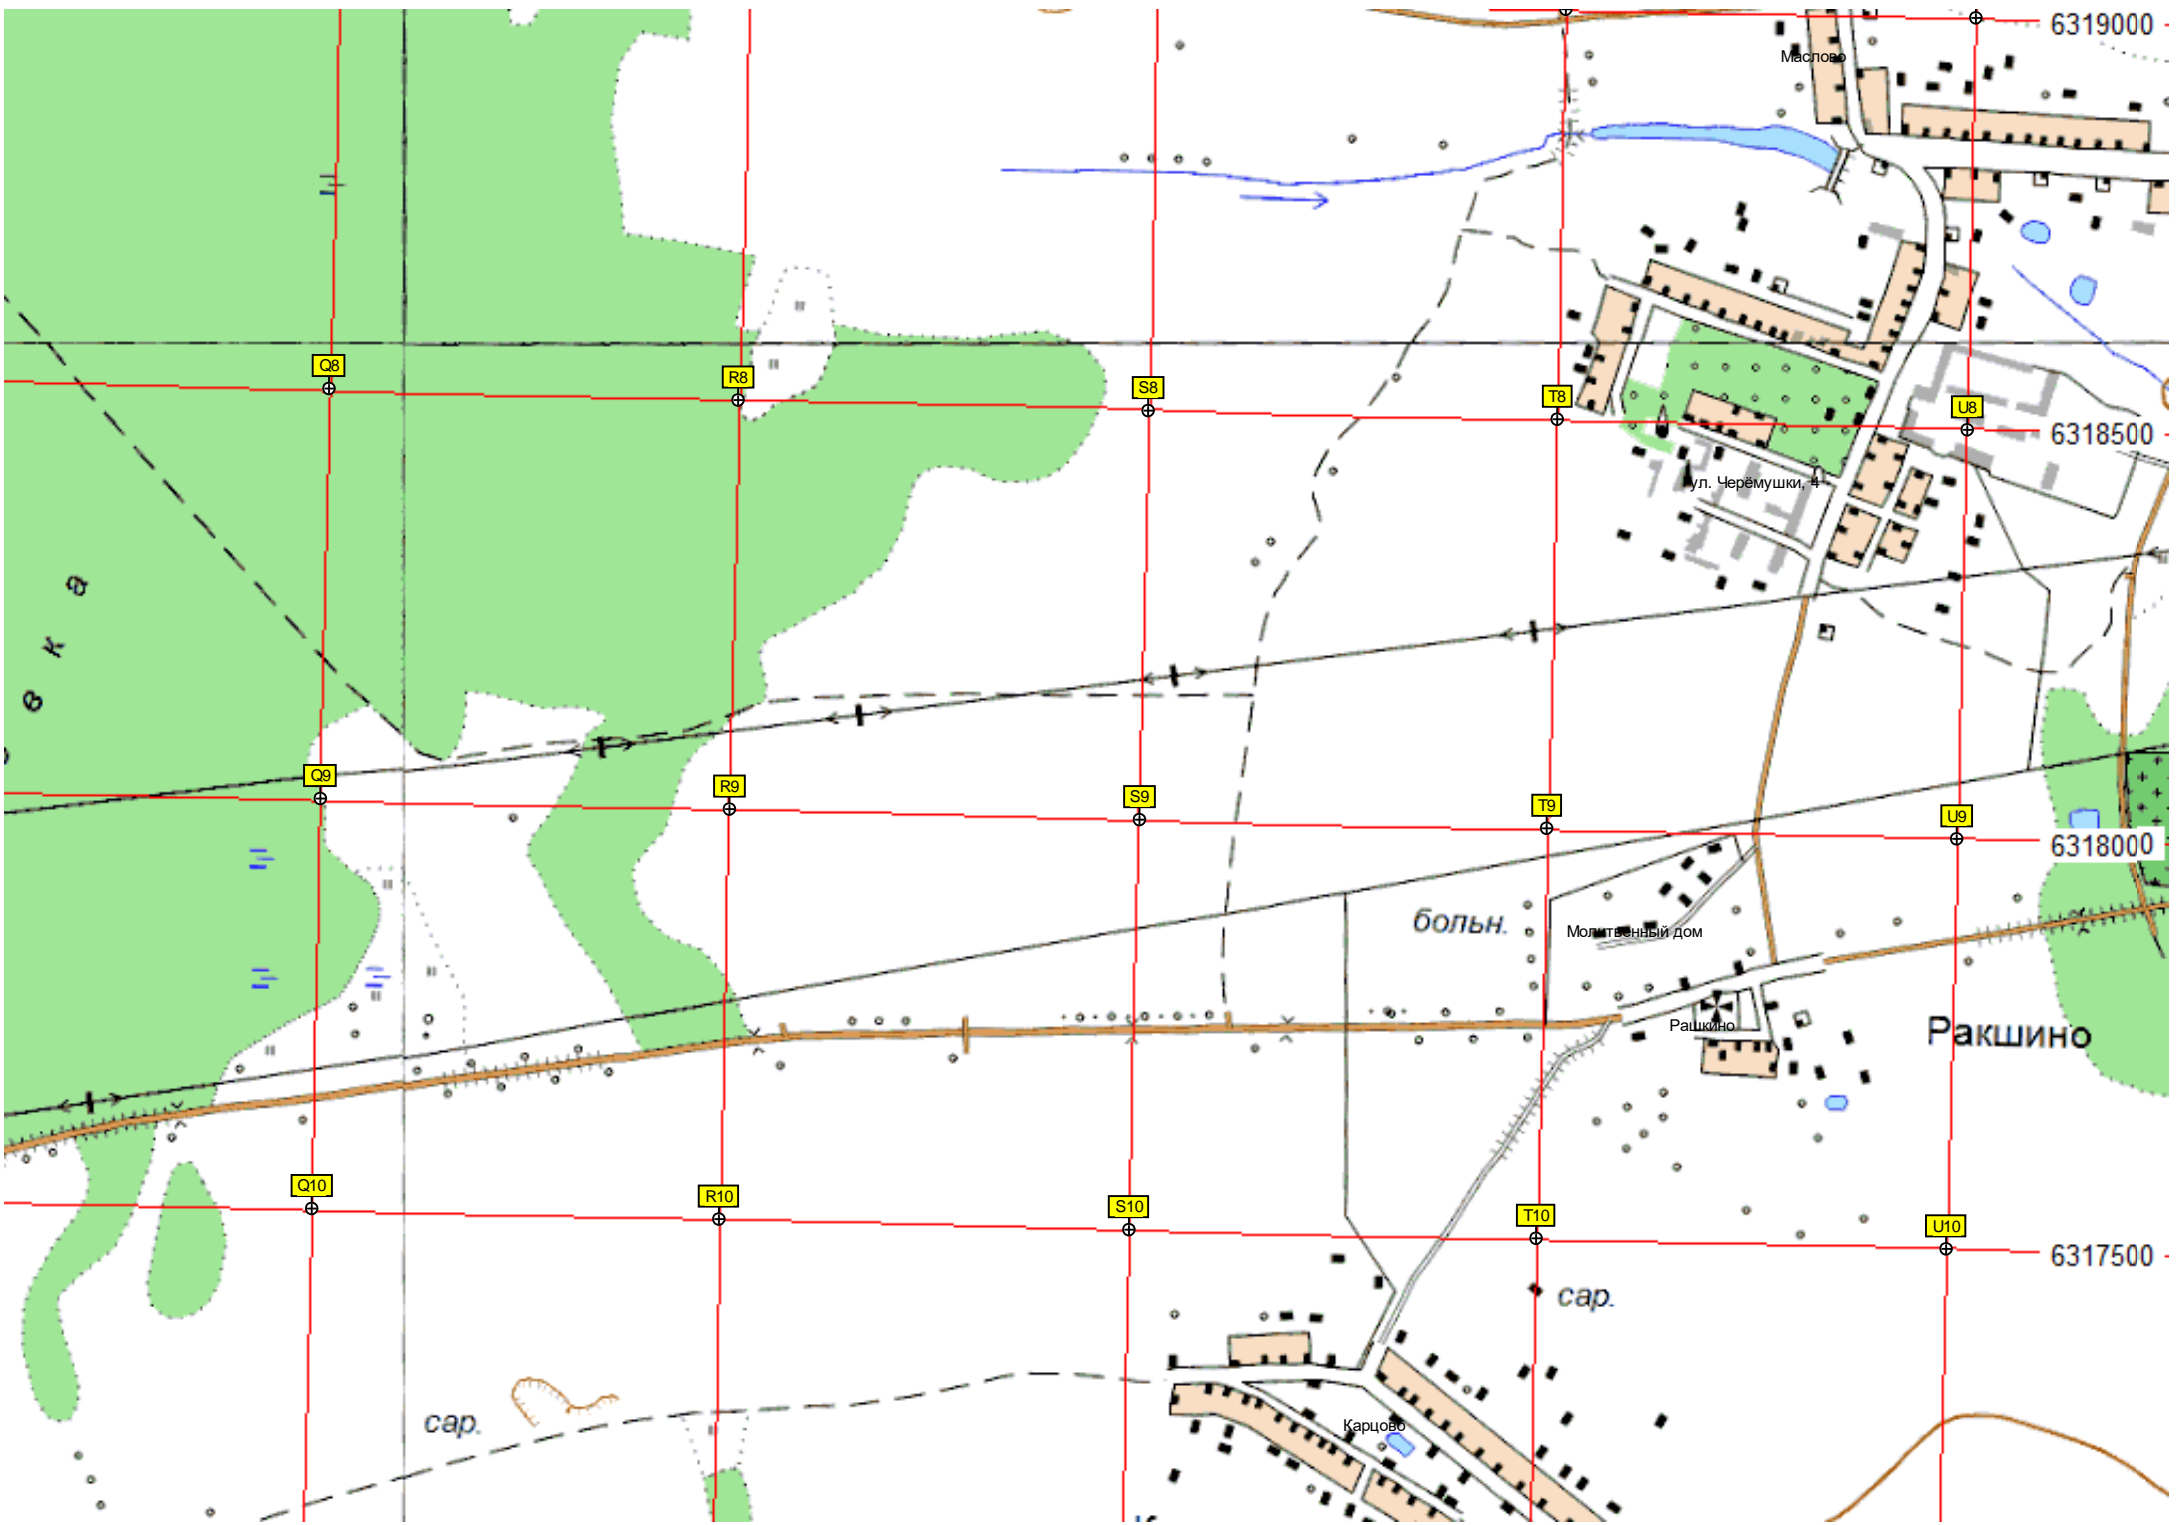 6319000
Маслово
Q8
R8
S8
T8
U8
6318500
ул. Черёмушки, 4
в к а
Q9
R9
S9
T9
U9
6318000
больн.
Молитвенный дом
Рашкино
Ракшино
Q10
R10
S10
T10
U10
6317500
сар.
сар.
Карцово